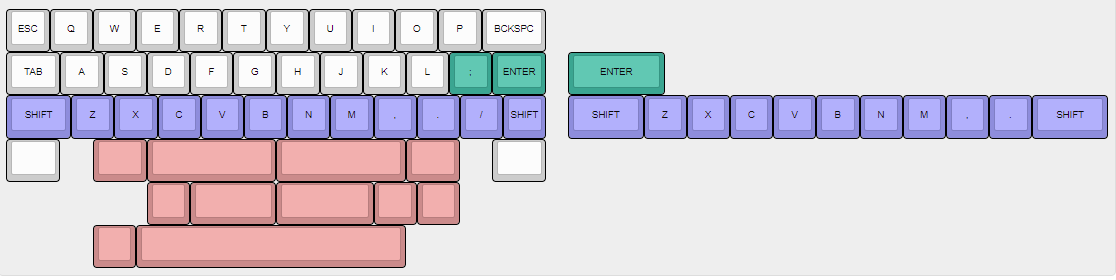 ESC Q W E R T Y U I O P BCKSPC
TAB A S D F G H J K L ; ENTER ENTER
SHIFT Z X C V B N M , . / SHIFT SHIFT Z X C V B N M , . SHIFT